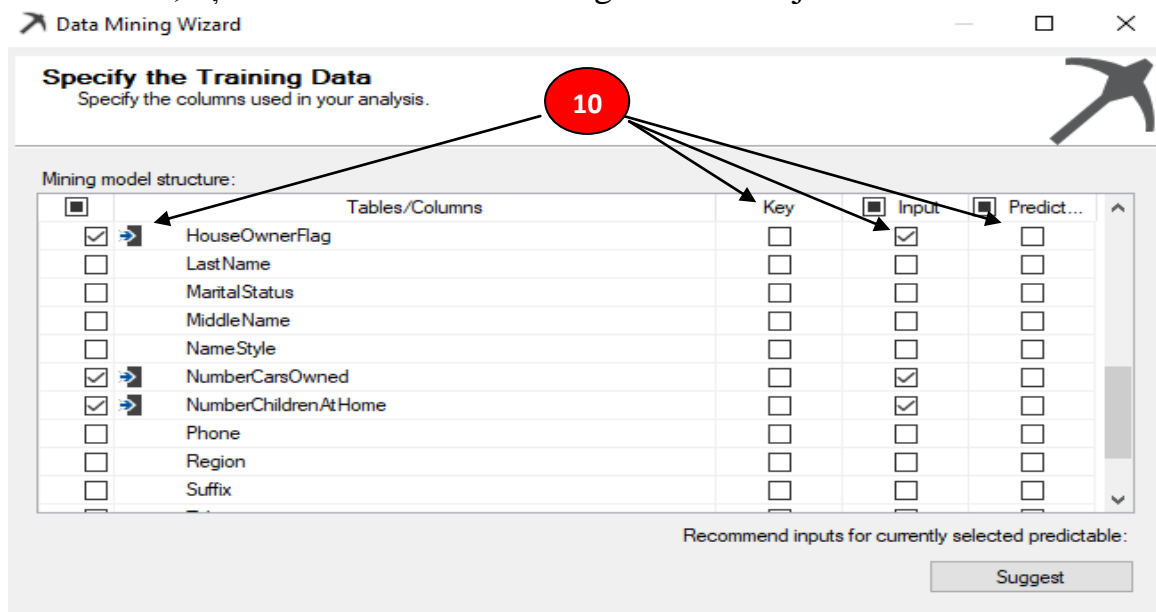 Data Mining Wizard
Specify the Training Data
Specify the columns used in your analysis.
10
Mining model structure:
Tables/Columns Key Input Predict...
HouseOwnerFlag
LastName
MaritalStatus
MiddleName
NameStyle
NumberCarsOwned
NumberChildrenAtHome
Phone
Region
Suffix
Recommend inputs for currently selected predictable:
Suggest